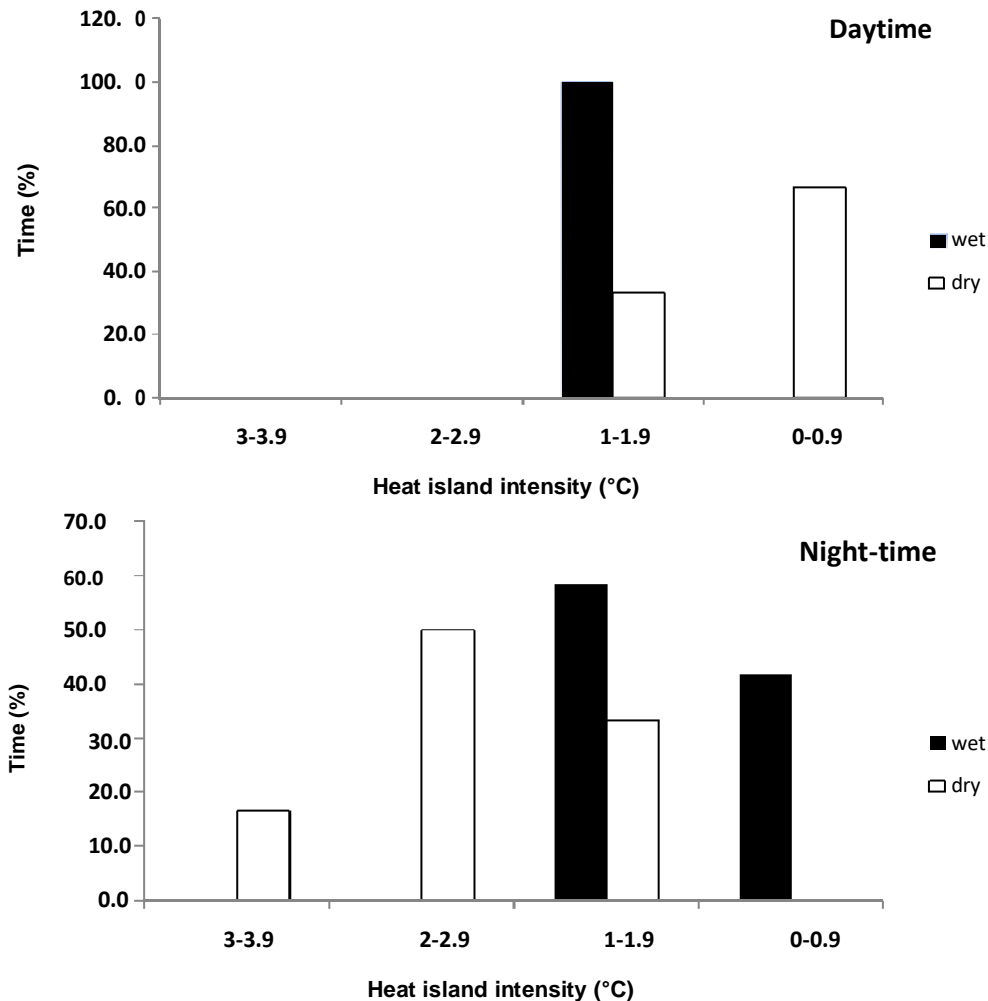 Daytime
120. 0
100. 0
80.0
60.0
40.0
20.0
0. 0
Time (%)
3-3.9 2-2.9 1-1.9 0-0.9
Heat island intensity (°C)
wet
dry
Night-time
70.0
60.0
50.0
40.0
30.0
20.0
10.0
0.0
Time (%)
3-3.9 2-2.9 1-1.9 0-0.9
Heat island intensity (°C)
wet
dry